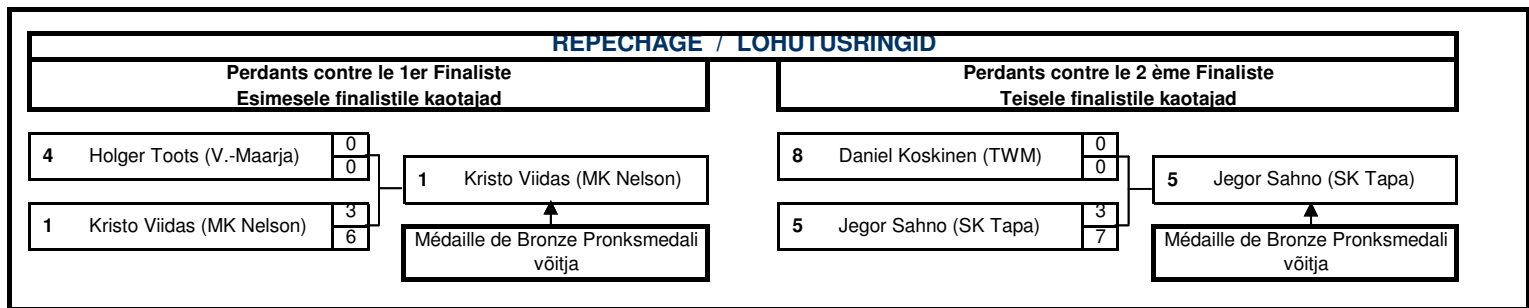 REPECHAGE / LOHUTUSRINGID
Perdants contre le 1er Finaliste
Esimesele finalistile kaotajad
Perdants contre le 2 ème Finaliste
Teisele finalistile kaotajad
4 Holger Toots (V.-Maarja) 0
0
1 Kristo Viidas (MK Nelson)
1 Kristo Viidas (MK Nelson) 3
6
Médaille de Bronze Pronksmedali
võitja
8 Daniel Koskinen (TWM) 0
0
5 Jegor Sahno (SK Tapa)
5 Jegor Sahno (SK Tapa) 3
7
Médaille de Bronze Pronksmedali
võitja